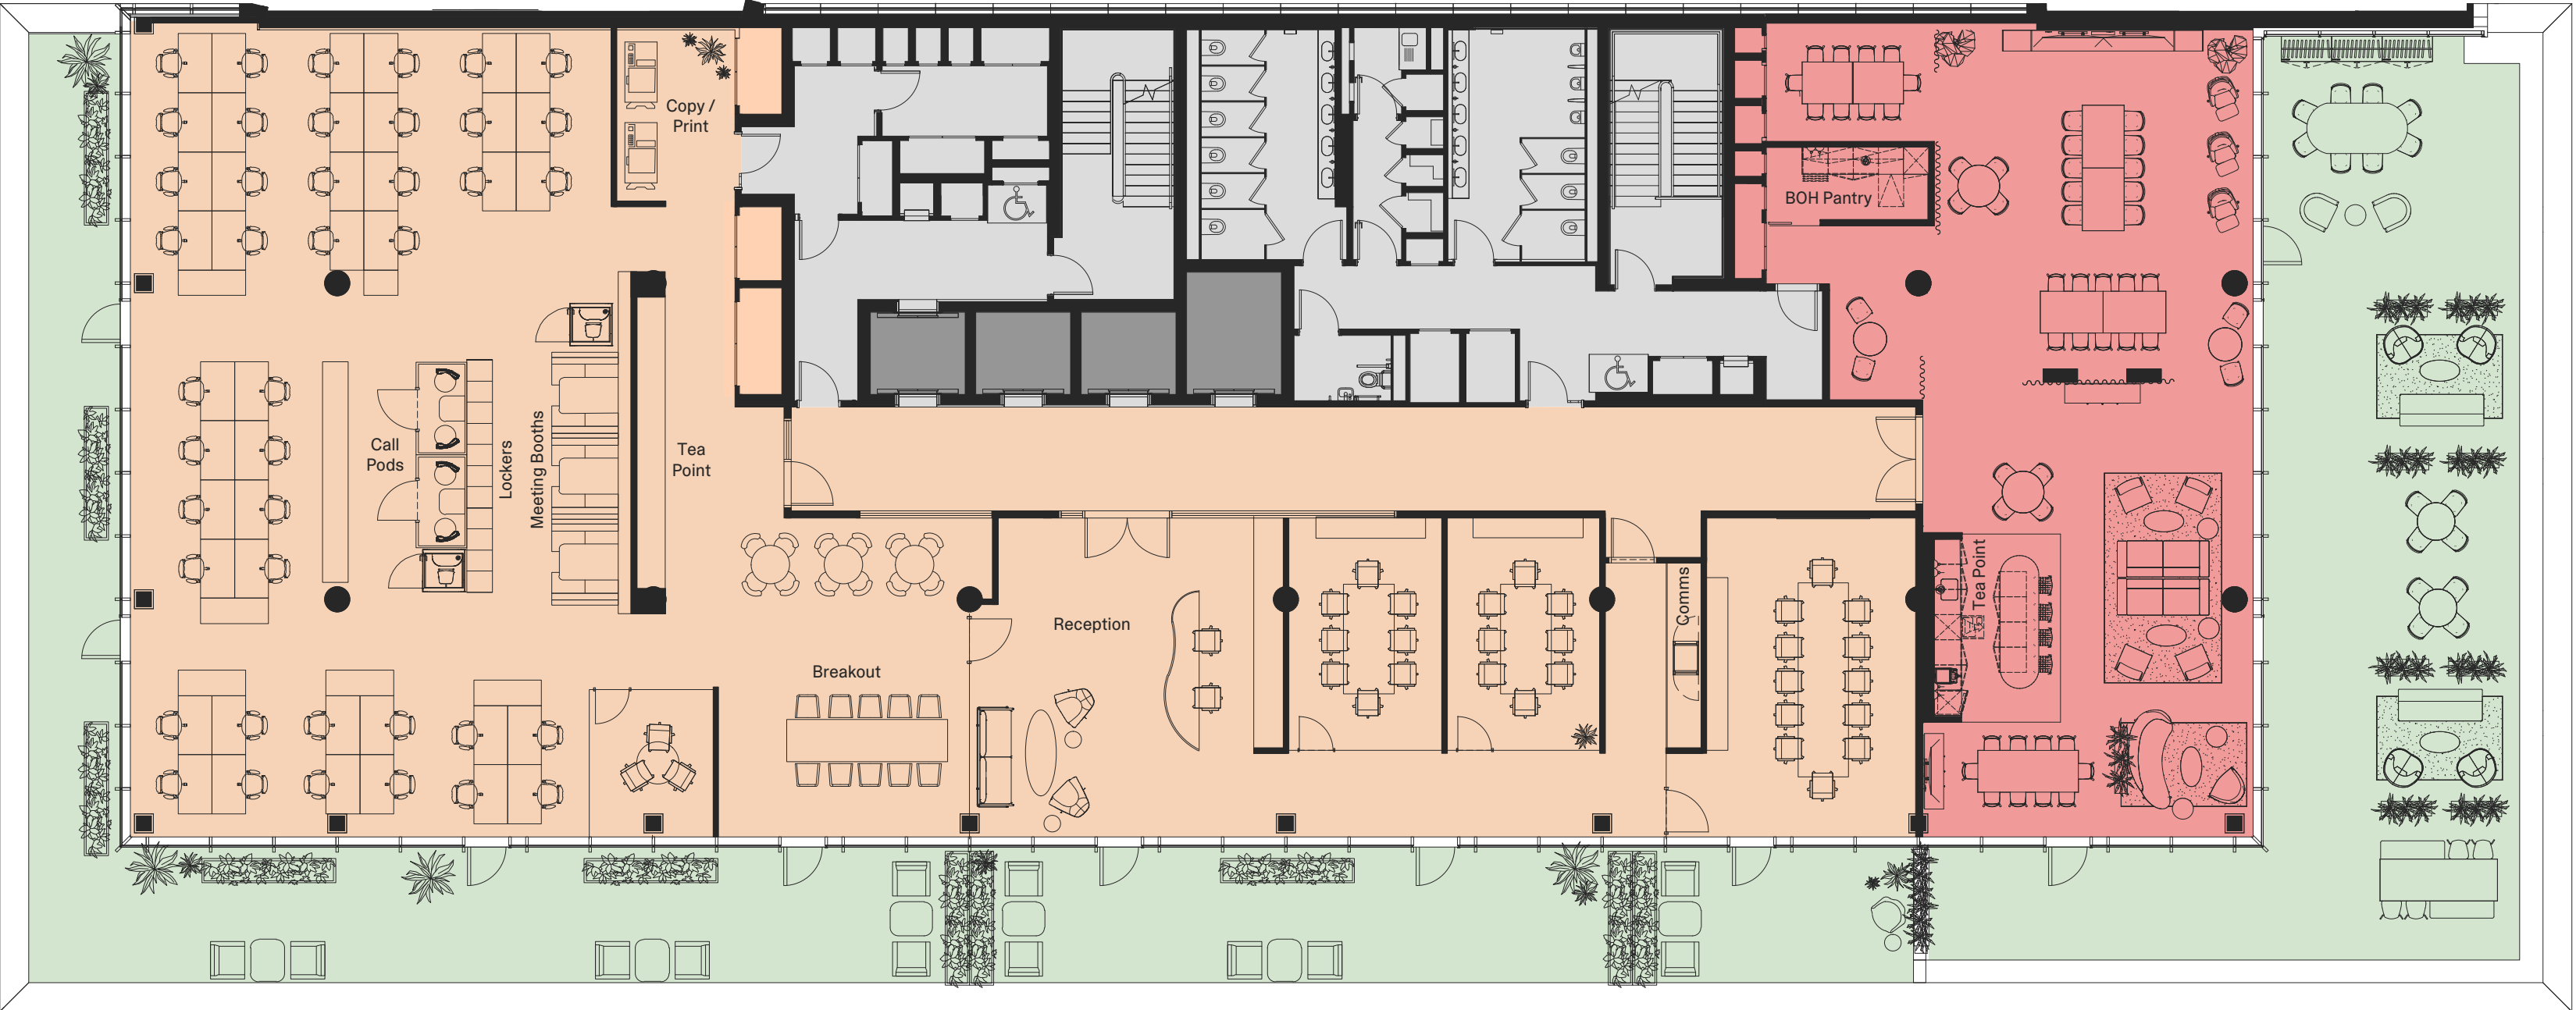 Copy /
Print
BOH Pantry
Call
Pods
Lockers
Meeting Booths
Tea
Point
Reception
Breakout
Comms
Tea Point